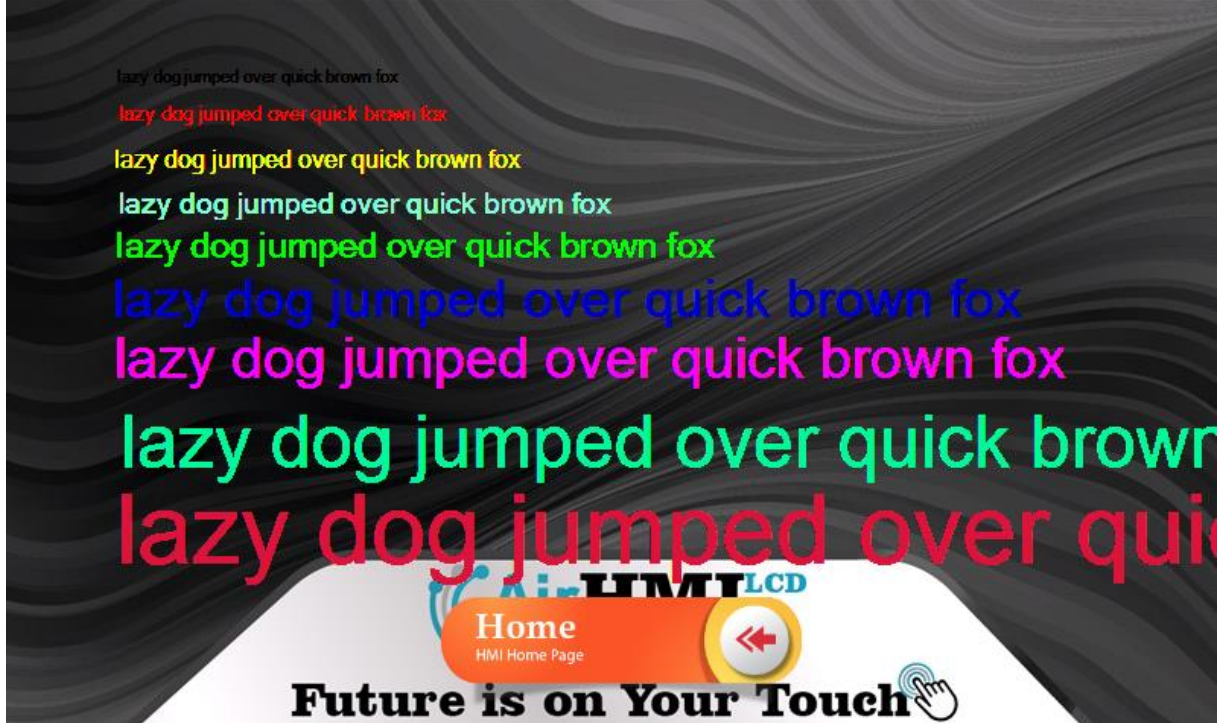 lazy dog jumped over quick brown fox
lazy dog jumped over quick brown fox
lazy dog jumped over quick brown fox
lazy dog jumped over quick brown fox
lazy dog jumped over quick brown fox
lazy dog jumped over quick brown fox
lazy dog jumped over quick brown fox
lazy dog jumped over quick brown
lazy dog jumped over quic
AirHMI LCD
Home
HMI Home Page
Future is on Your Touch